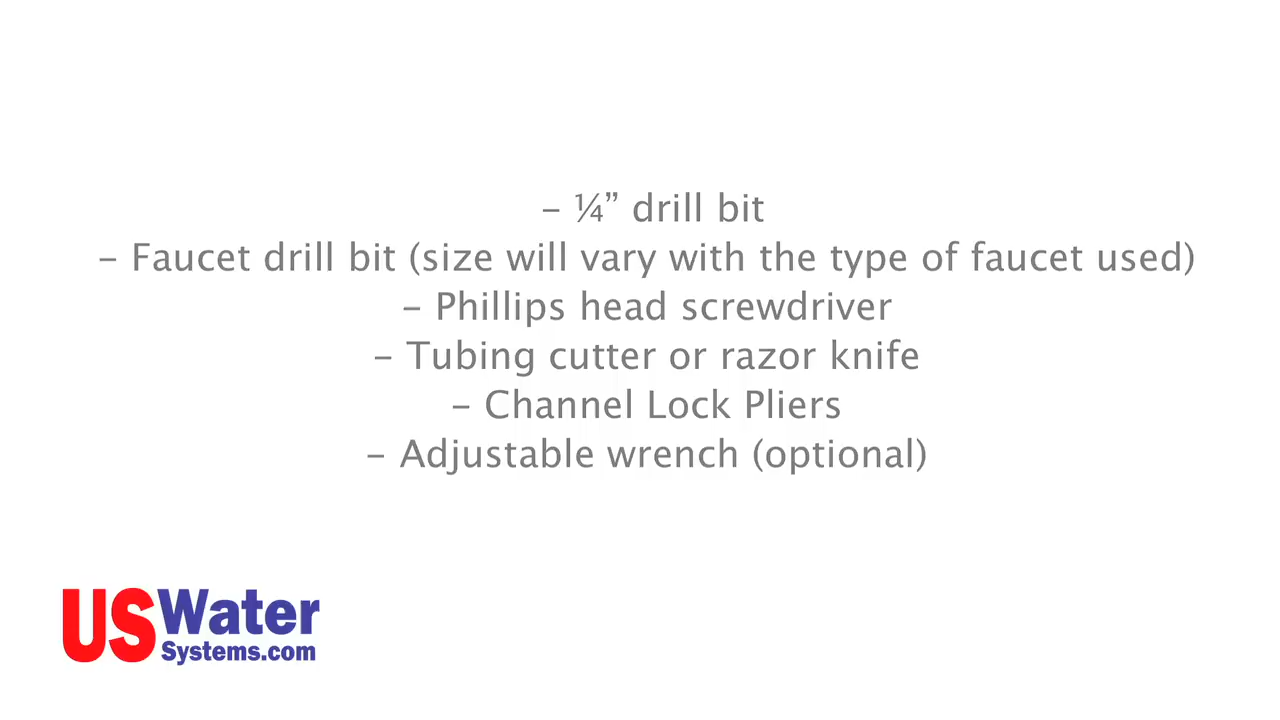 – ¼” drill bit
– Faucet drill bit (size will vary with the type of faucet used)
– Phillips head screwdriver
– Tubing cutter or razor knife
– Channel Lock Pliers
– Adjustable wrench (optional)
US Water
Systems.com